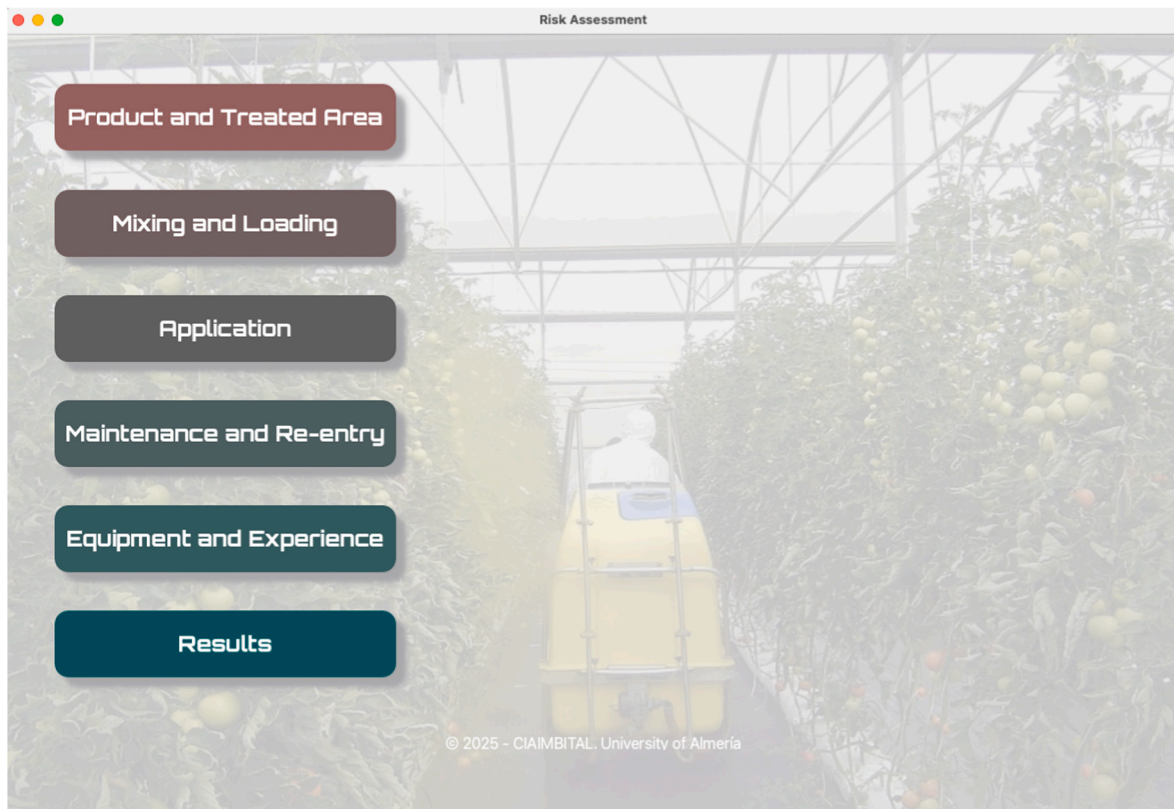 Risk Assessment
Product and Treated Area
Mixing and Loading
Application
Maintenance and Re-entry
Equipment and Experience
Results
© 2025 - CIAIMBITAL. University of Almería